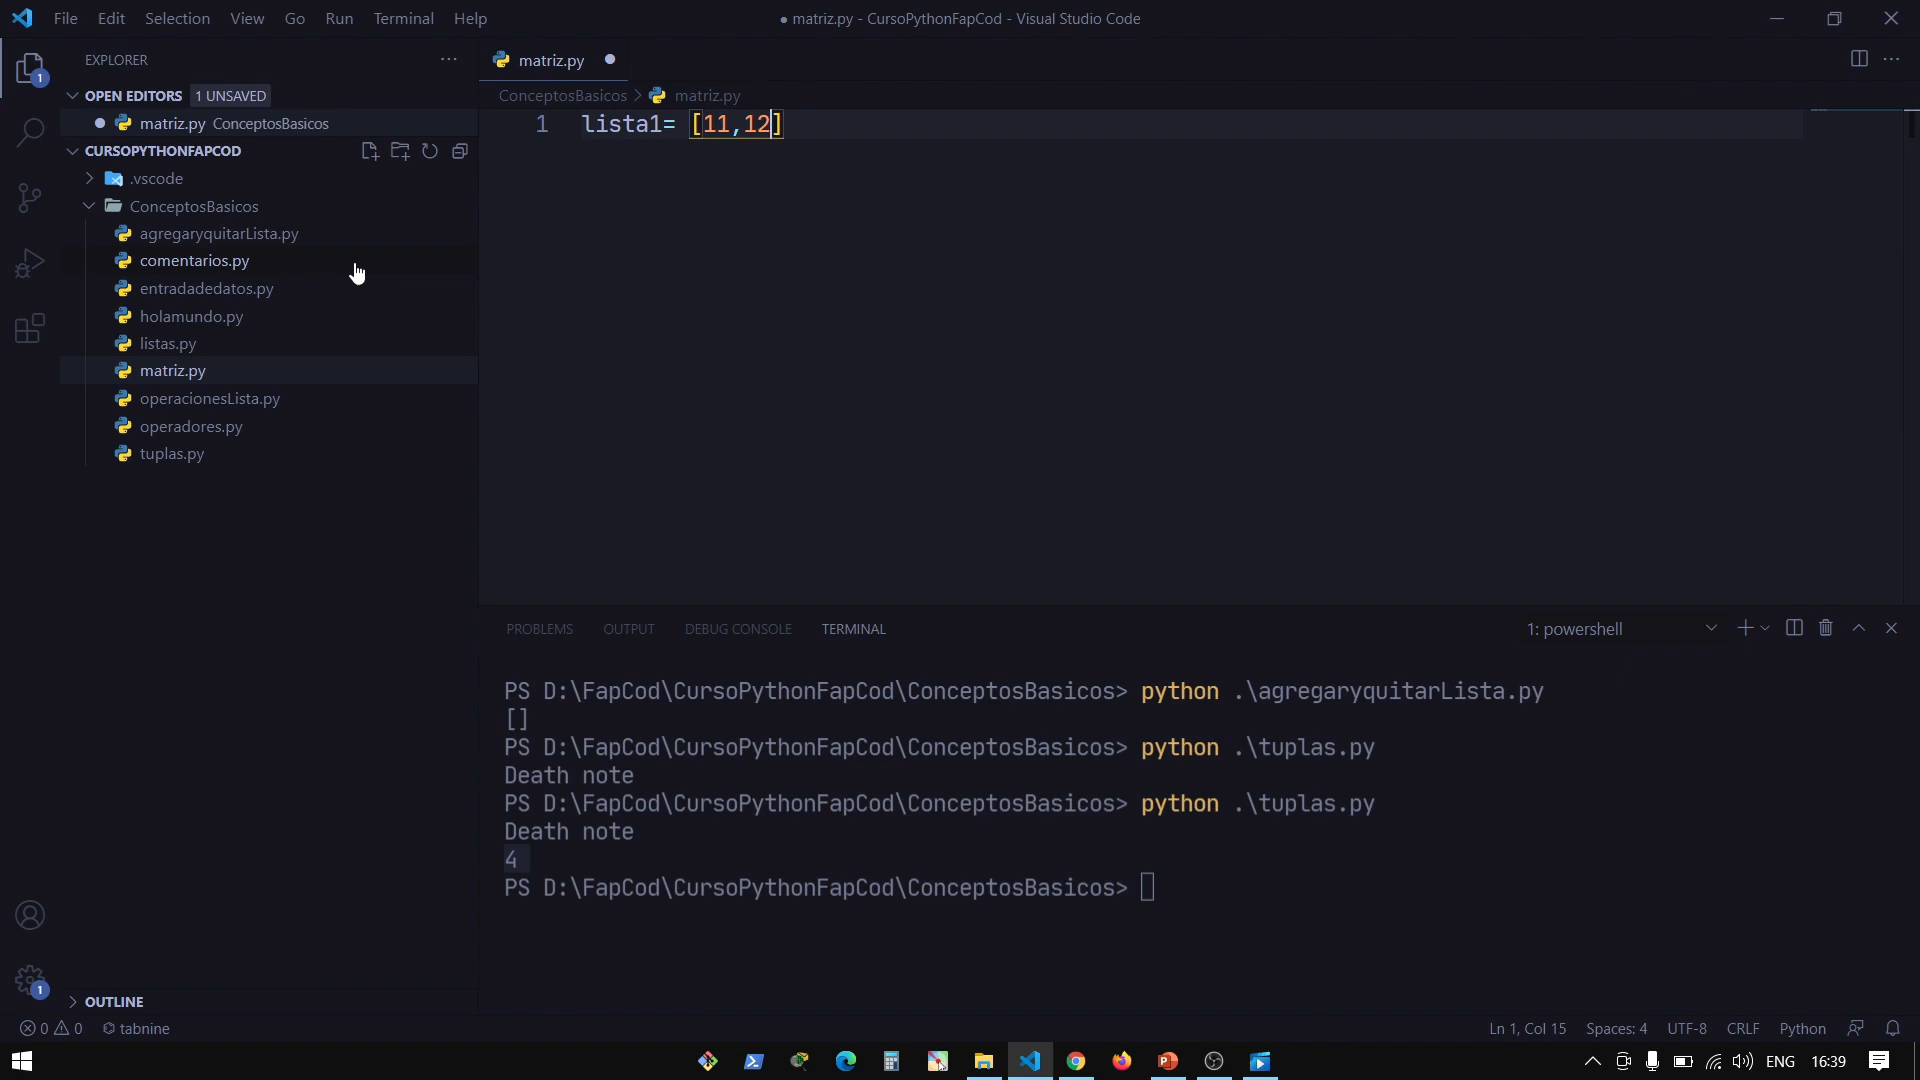 File Edit Selection View Go Run Terminal Help
● matriz.py - CursoPythonFapCod - Visual Studio Code
EXPLORER
OPEN EDITORS 1 UNSAVED
matriz.py ConceptosBasicos
CURSOPYTHONFAPCOD
.vscode
ConceptosBasicos
agregaryquitarLista.py
comentarios.py
entradadedatos.py
holamundo.py
listas.py
matriz.py
operacionesLista.py
operadores.py
tuplas.py
OUTLINE
1
1
matriz.py
ConceptosBasicos > matriz.py
1 lista1= [11,12]
PROBLEMS OUTPUT DEBUG CONSOLE TERMINAL
1: powershell
PS D:\FapCod\CursoPythonFapCod\ConceptosBasicos> python .\agregaryquitarLista.py
[]
PS D:\FapCod\CursoPythonFapCod\ConceptosBasicos> python .\tuplas.py
Death note
PS D:\FapCod\CursoPythonFapCod\ConceptosBasicos> python .\tuplas.py
Death note
4
PS D:\FapCod\CursoPythonFapCod\ConceptosBasicos>
0 0 tabnine
Ln 1, Col 15 Spaces: 4 UTF-8 CRLF Python
ENG 16:39